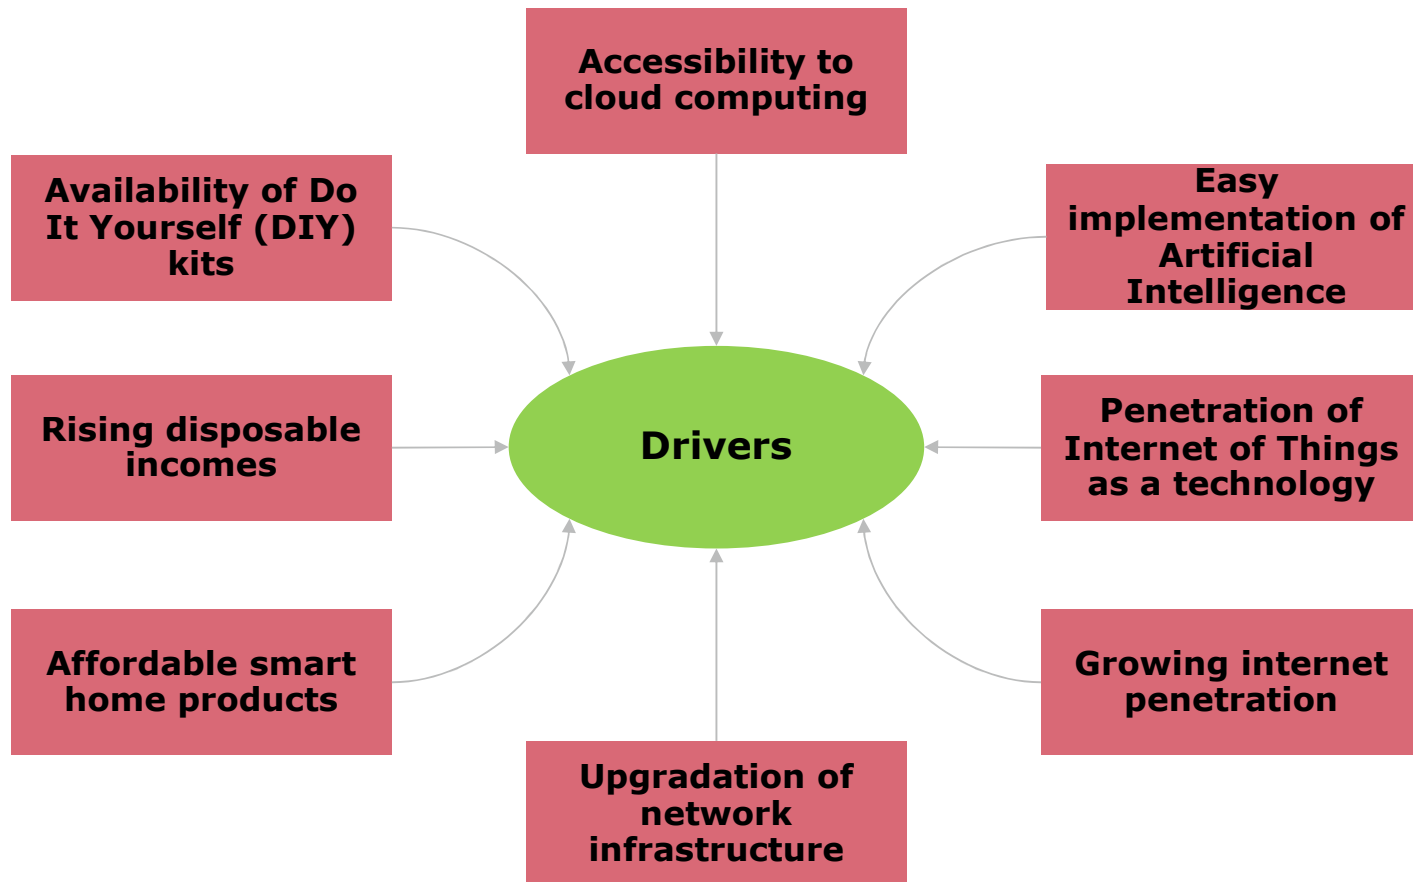 Accessibility to
cloud computing
Availability of Do
It Yourself (DIY)
kits
Easy
implementation of
Artificial
Intelligence
Rising disposable
incomes
Drivers
Penetration of
Internet of Things
as a technology
Affordable smart
home products
Growing internet
penetration
Upgradation of
network
infrastructure